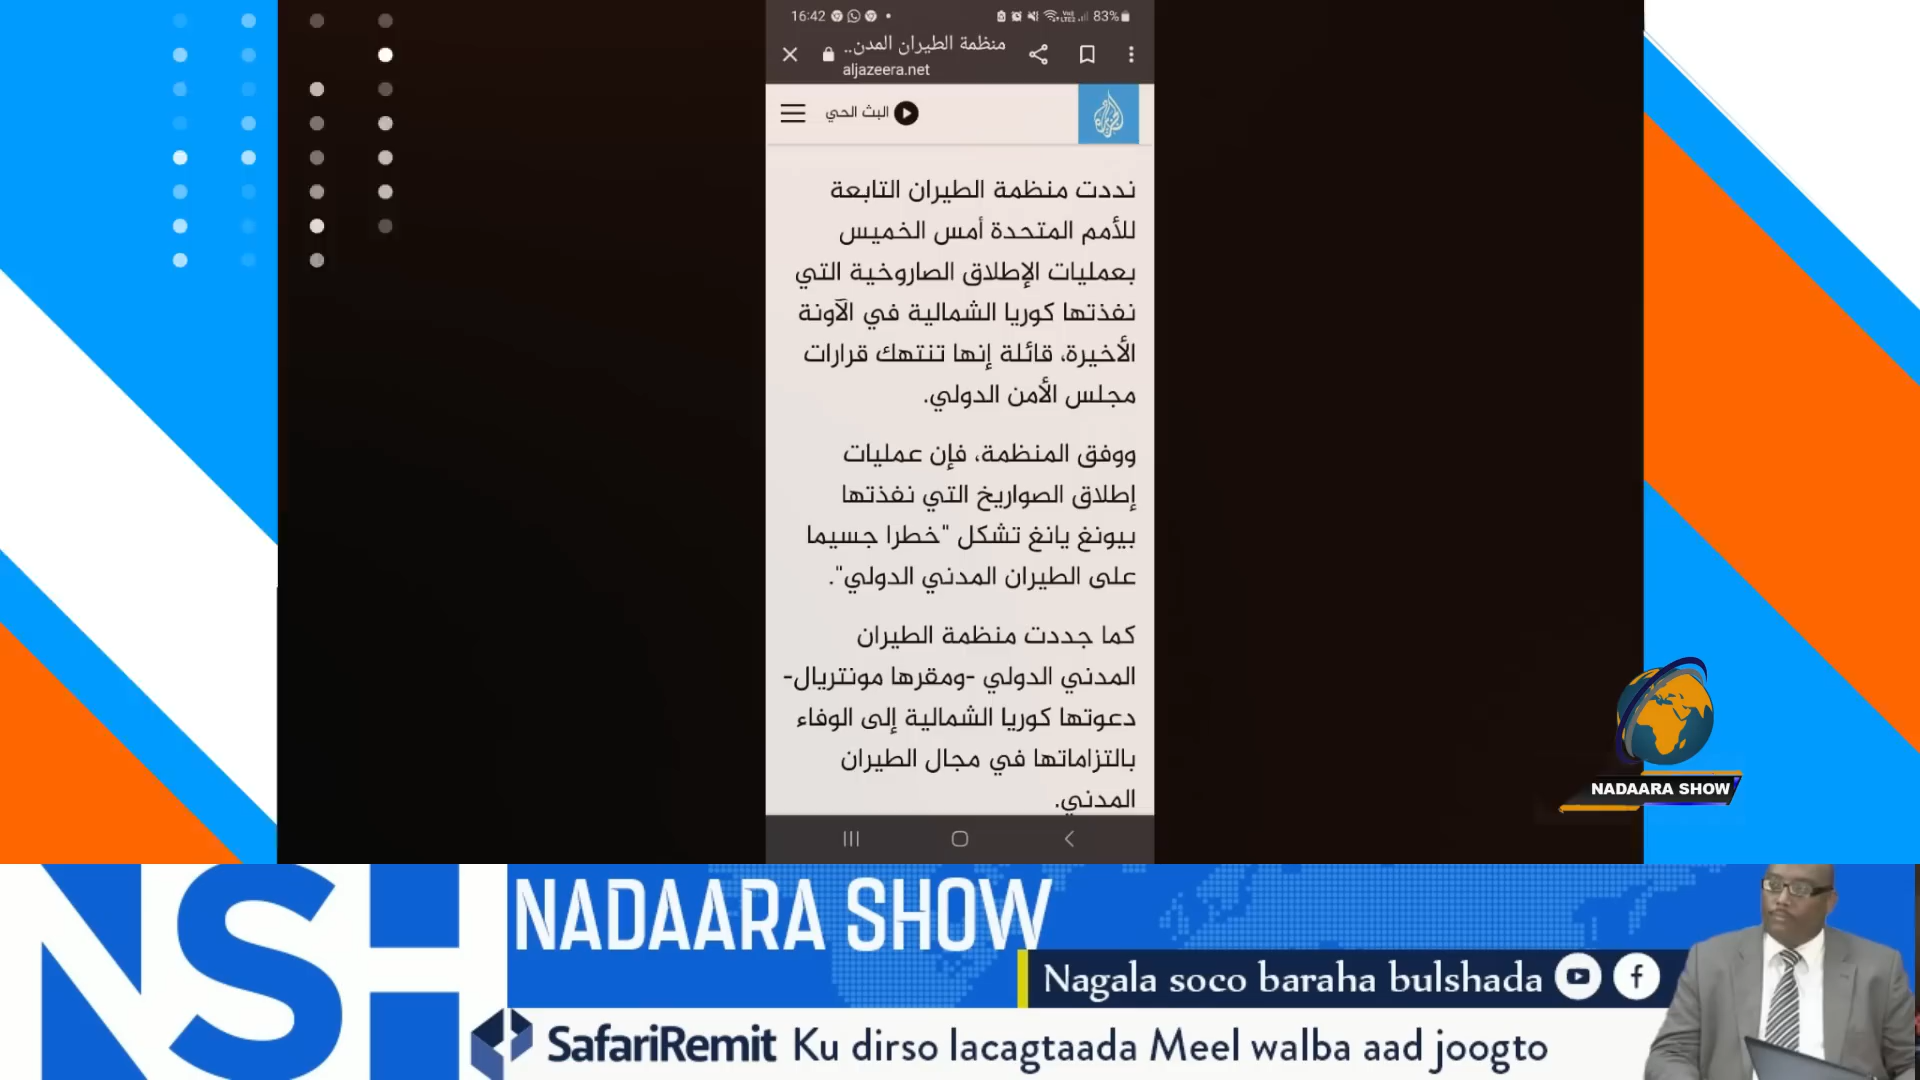 16:42
83%
منظمة الطيران المدن..
aljazeera.net
البث الحي
نددت منظمة الطيران التابعة
للأمم المتحدة أمس الخميس
بعمليات الإطلاق الصاروخية التي
نفذتها كوريا الشمالية في الآونة
الأخيرة، قائلة إنها تنتهك قرارات
مجلس الأمن الدولي.
ووفق المنظمة، فإن عمليات
إطلاق الصواريخ التي نفذتها
بيونغ يانغ تشكل "خطرا جسيما
على الطيران المدني الدولي".
كما جددت منظمة الطيران
المدني الدولي -ومقرها مونتريال-
دعوتها كوريا الشمالية إلى الوفاء
بالتزاماتها في مجال الطيران
المدني.
NADAARA SHOW
NSH
NADAARA SHOW
Nagala soco baraha bulshada
SafariRemit Ku dirso lacagtaada Meel walba aad joogto